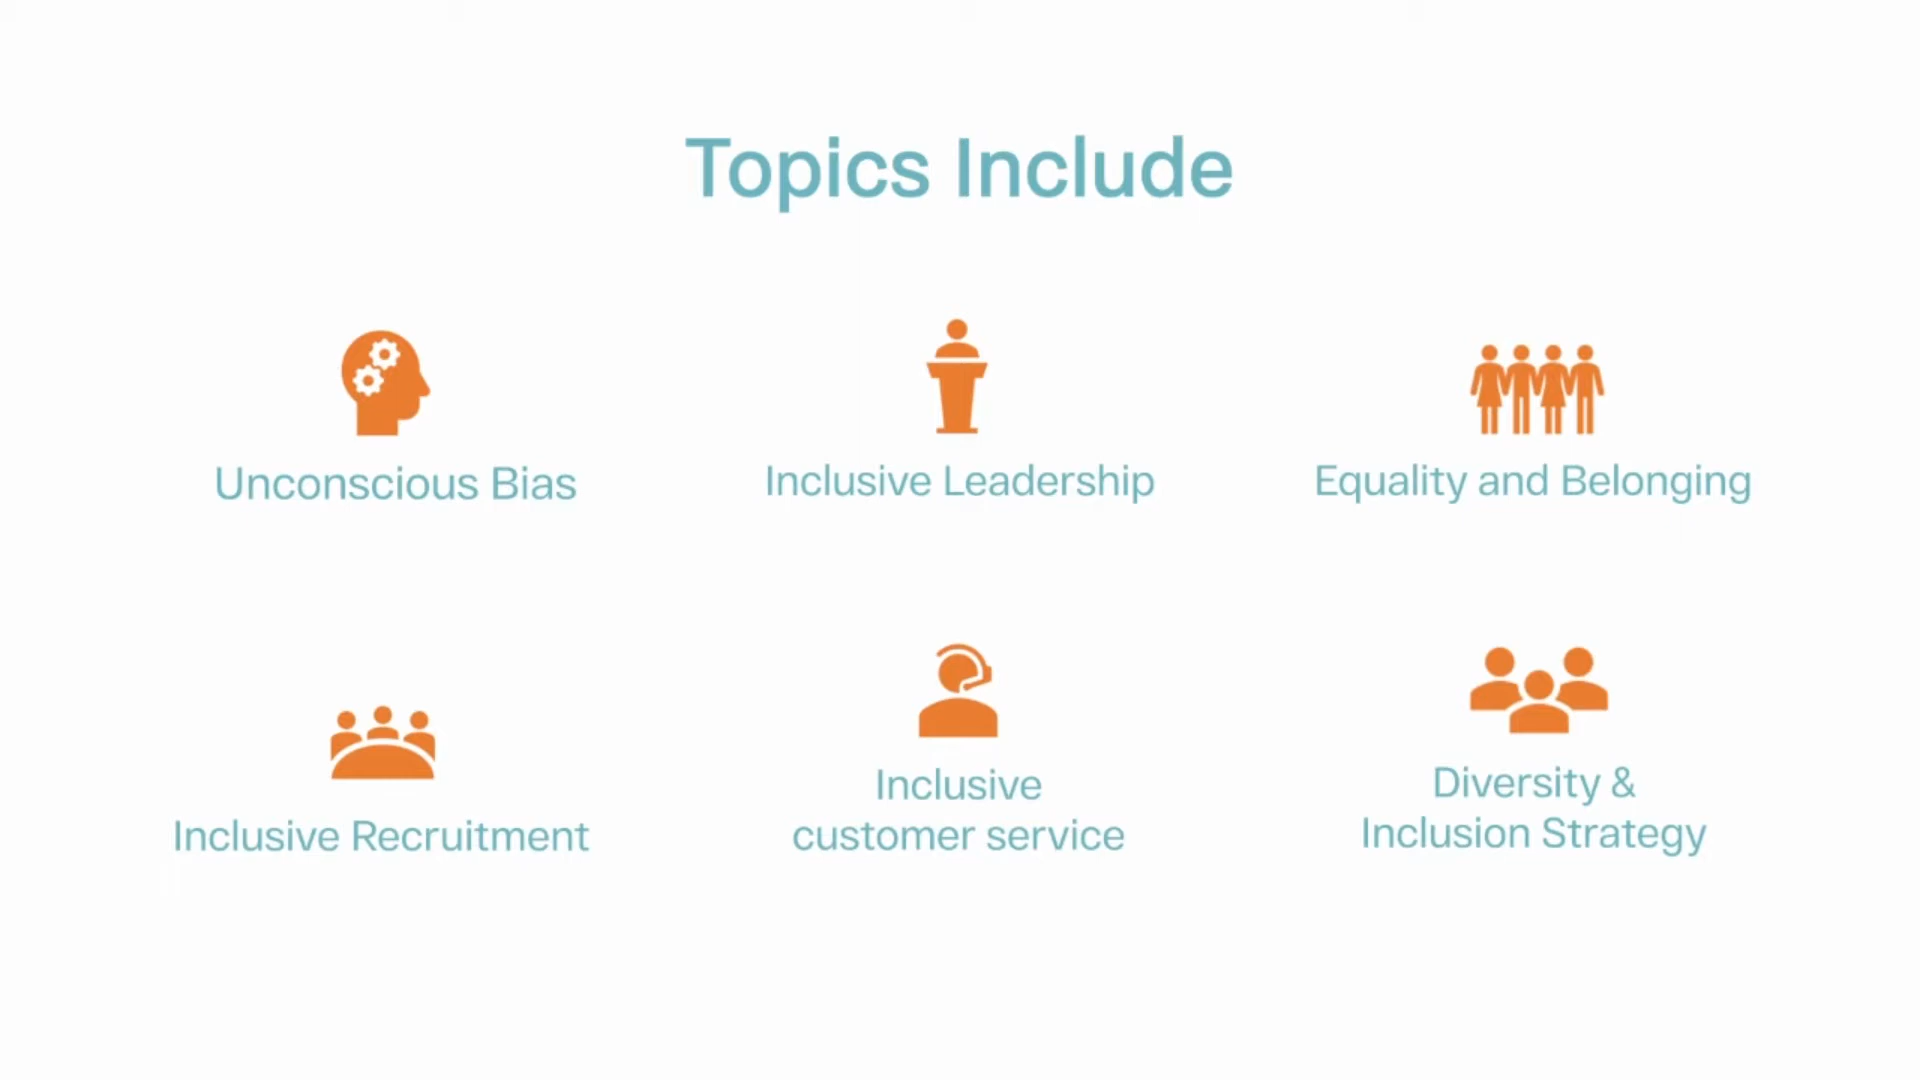 Topics Include
Unconscious Bias
Inclusive Leadership
Equality and Belonging
Inclusive Recruitment
Inclusive
customer service
Diversity &
Inclusion Strategy